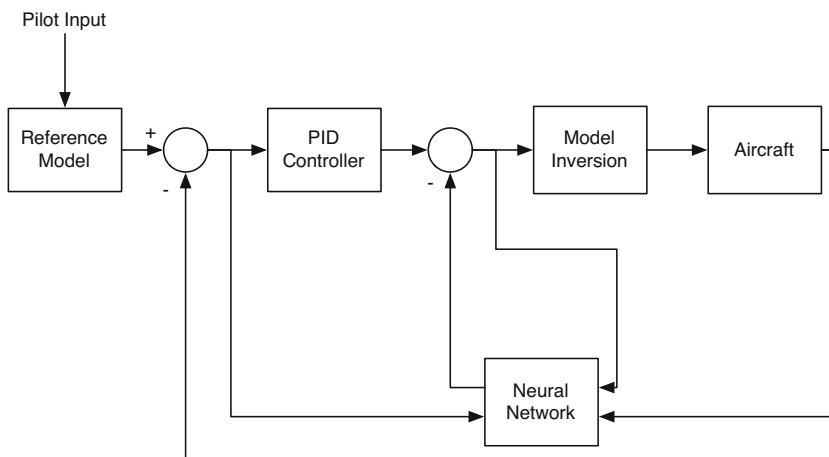 Pilot Input
Reference
Model
+
-
PID
Controller
-
Model
Inversion
Aircraft
Neural
Network